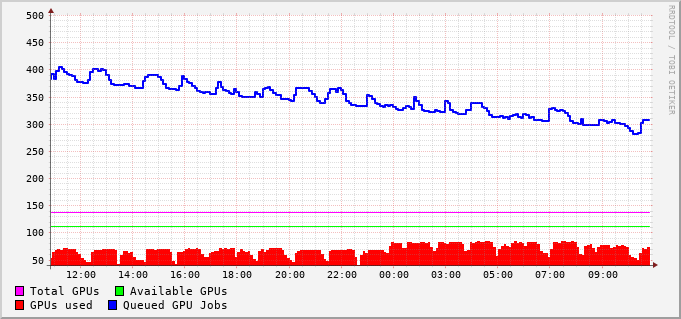 500
450
400
350
300
250
200
150
100
50
12:00 14:00 16:00 18:00 20:00 22:00 00:00 03:00 05:00 07:00 09:00
RRDTOOL / TOBI OETIKER
Total GPUs Available GPUs
GPUs used Queued GPU Jobs